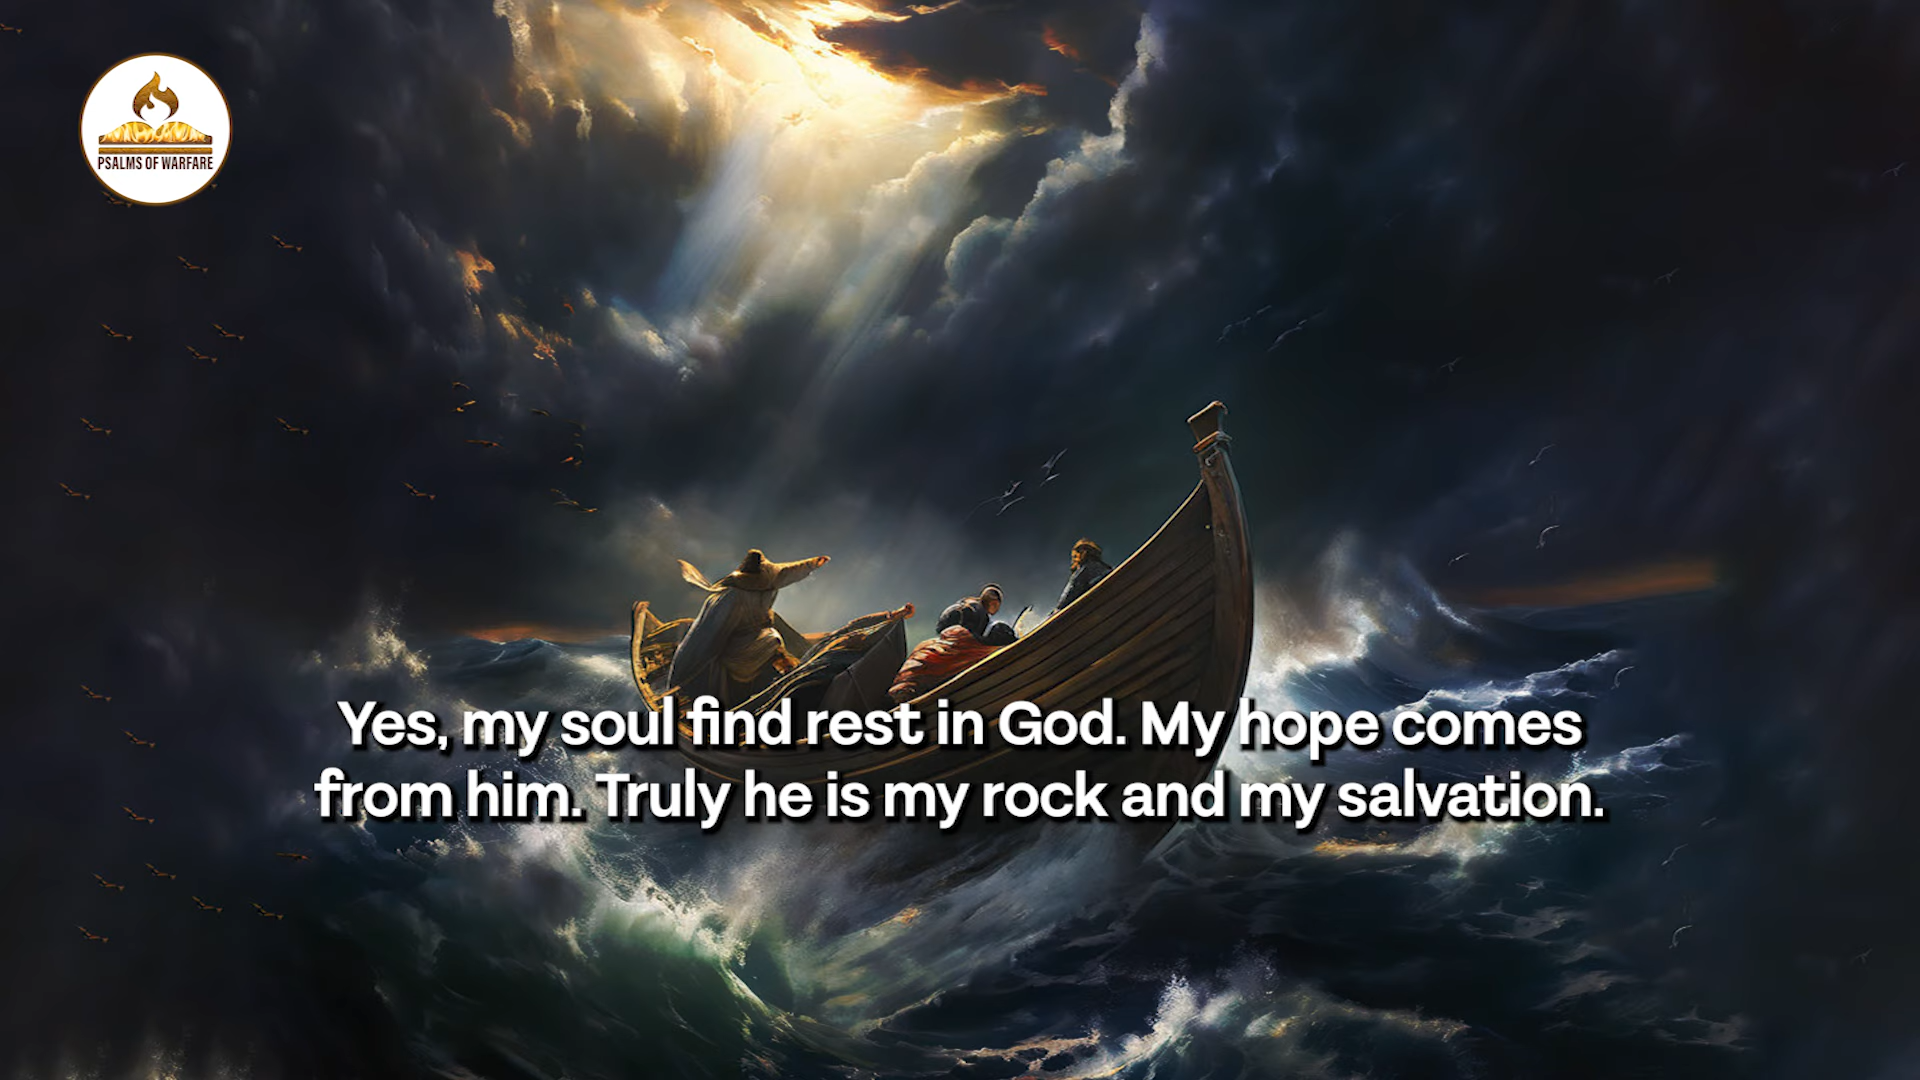 PSALMS OF WARFARE
Yes, my soul find rest in God. My hope comes
from him. Truly he is my rock and my salvation.